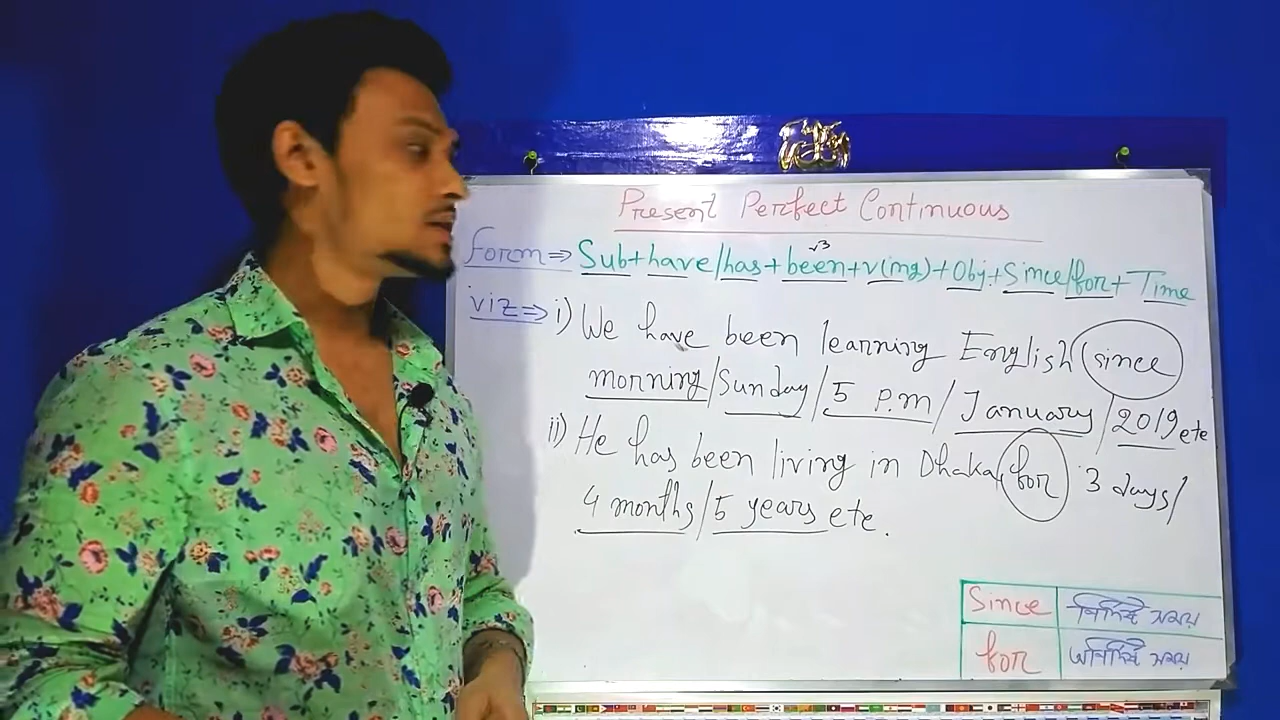 Present Perfect Continuous
form⇒ Sub+have/has+been+v(ing)+Obj.+Since/for+Time
v3
viz⇒ i) We have been learning English since
morning/Sunday/5 P.m/January/2019 etc
ii) He has been living in Dhaka for 3 days/
4 months/5 years etc.
Since নির্দিষ্ট সময়
for অনির্দিষ্ট সময়